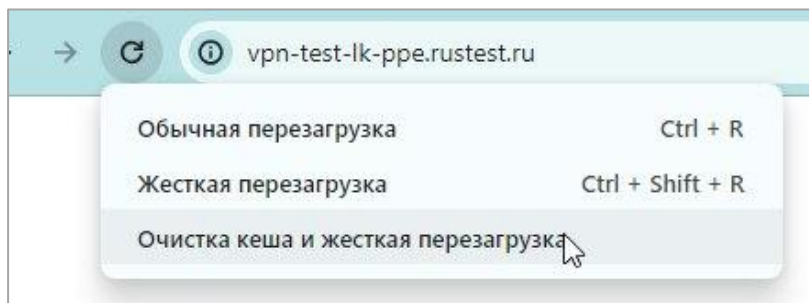 vpn-test-lk-ppe.rustest.ru
Обычная перезагрузка Ctrl + R
Жесткая перезагрузка Ctrl + Shift + R
Очистка кеша и жесткая перезагрузка